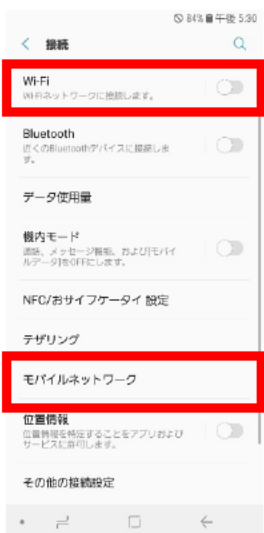 84% 午後 5:30
接続
Wi-Fi
Wi-Fiネットワークに接続します。
Bluetooth
近くのBluetoothデバイスに接続しま
す。
データ使用量
機内モード
通話、メッセージ機能、および[モバイ
ルデータ]をOFFにします。
NFC/おサイフケータイ 設定
テザリング
モバイルネットワーク
位置情報
位置情報を特定することをアプリおよび
サービスに許可します。
その他の接続設定